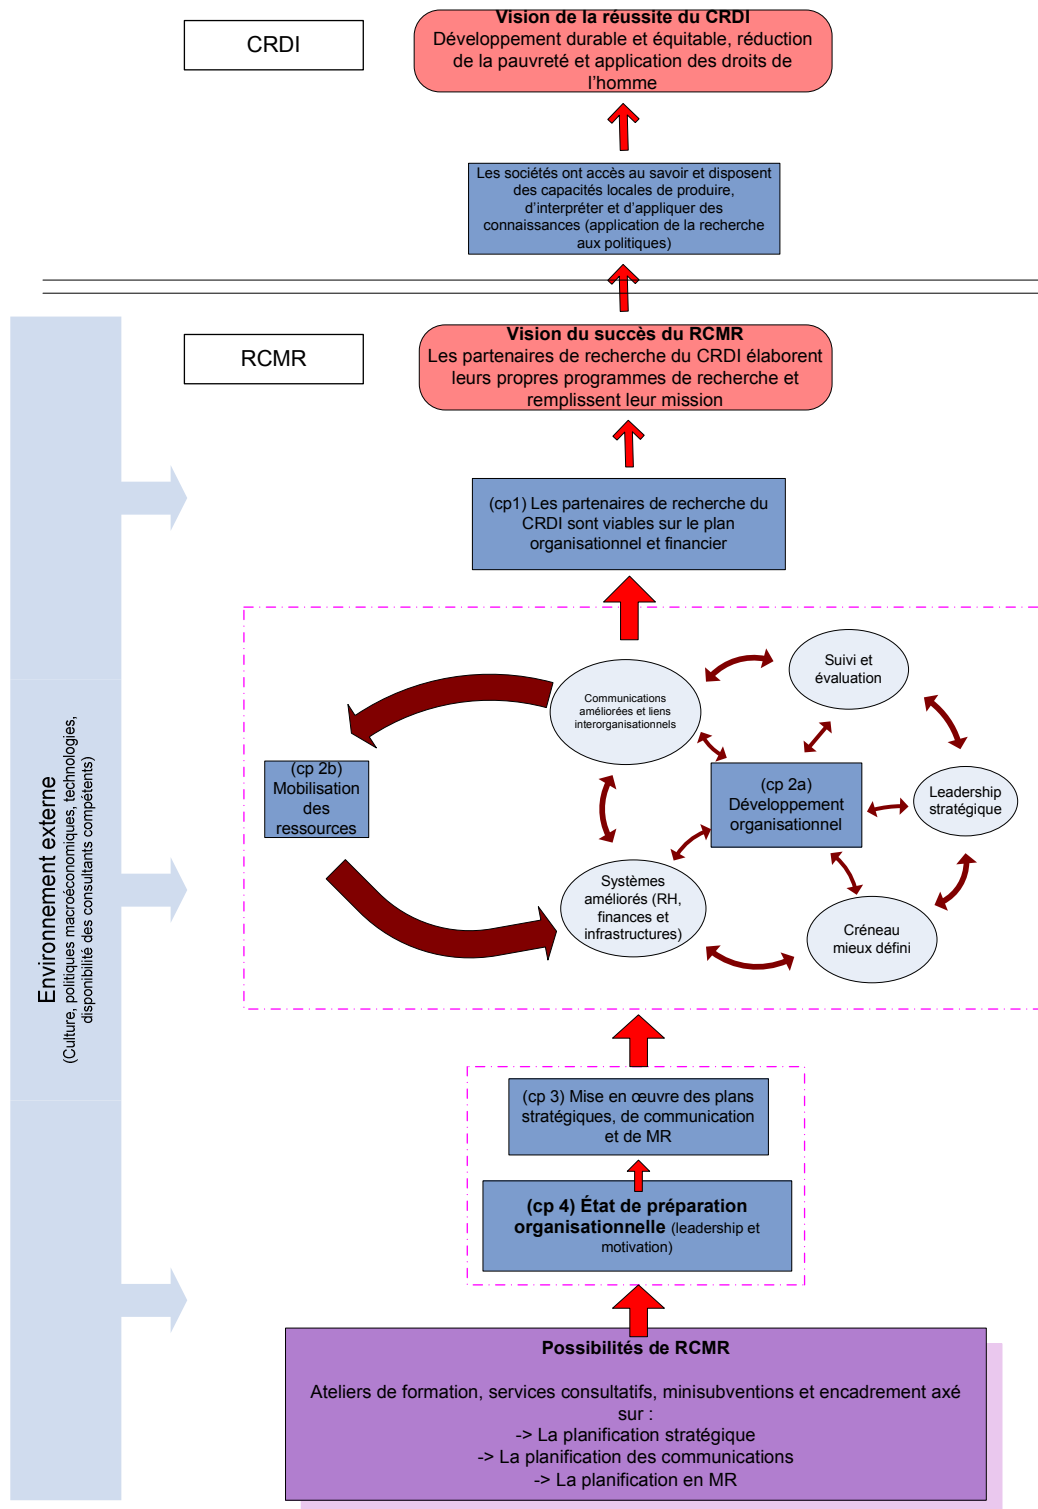 CRDI
Vision de la réussite du CRDI
Développement durable et équitable, réduction
de la pauvreté et application des droits de
l'homme
Les sociétés ont accès au savoir et disposent
des capacités locales de produire,
d'interpréter et d'appliquer des
connaissances (application de la recherche
aux politiques)
RCMR
Vision du succès du RCMR
Les partenaires de recherche du CRDI élaborent
leurs propres programmes de recherche et
remplissent leur mission
(cp1) Les partenaires de recherche du
CRDI sont viables sur le plan
organisationnel et financier
Suivi et
évaluation
Communications
améliorées et liens
interorganisationnels
(cp 2b)
Mobilisation
des
ressources
(cp 2a)
Développement
organisationnel
Leadership
stratégique
Systèmes
améliorés (RH,
finances et
infrastructures)
Créneau
mieux défini
Environnement externe
(Culture, politiques macroéconomiques, technologies,
disponibilité des consultants compétents)
(cp 3) Mise en œuvre des plans
stratégiques, de communication
et de MR
(cp 4) État de préparation
organisationnelle (leadership et
motivation)
Possibilités de RCMR
Ateliers de formation, services consultatifs, minisubventions et encadrement axé
sur :
-> La planification stratégique
-> La planification des communications
-> La planification en MR